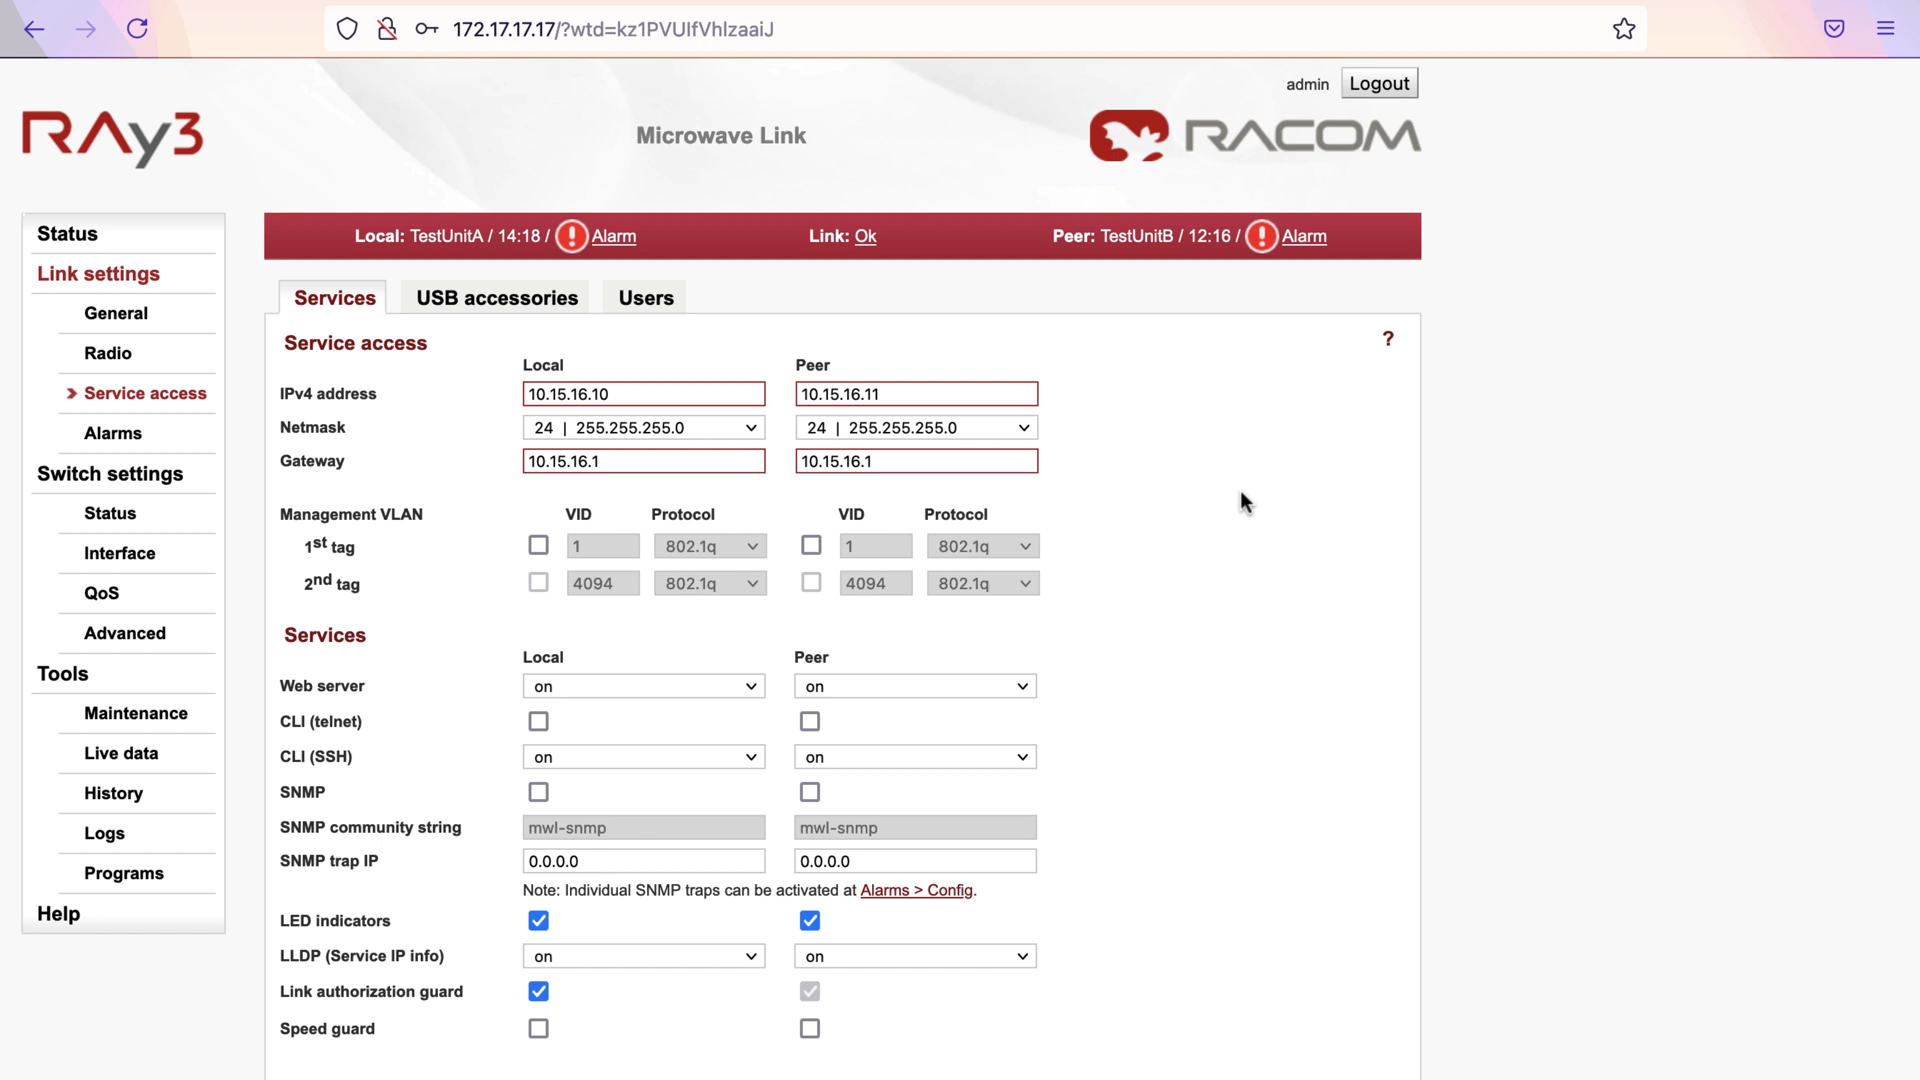 172.17.17.17/?wtd=kz1PVUlfVhlzaaiJ
admin Logout
RAy3 Microwave Link RACOM
Local: TestUnitA / 14:18 / Alarm Link: Ok Peer: TestUnitB / 12:16 / Alarm
Status
Link settings
General
Radio
Service access
Alarms
Switch settings
Status
Interface
QoS
Advanced
Tools
Maintenance
Live data
History
Logs
Programs
Help
Services USB accessories Users
Service access ?
Local Peer
IPv4 address 10.15.16.10 10.15.16.11
Netmask 24 | 255.255.255.0 24 | 255.255.255.0
Gateway 10.15.16.1 10.15.16.1
Management VLAN VID Protocol VID Protocol
1st tag 1 802.1q 1 802.1q
2nd tag 4094 802.1q 4094 802.1q
Services
Local Peer
Web server on on
CLI (telnet)
CLI (SSH) on on
SNMP
SNMP community string mwl-snmp mwl-snmp
SNMP trap IP 0.0.0.0 0.0.0.0
Note: Individual SNMP traps can be activated at Alarms > Config.
LED indicators
LLDP (Service IP info) on on
Link authorization guard
Speed guard